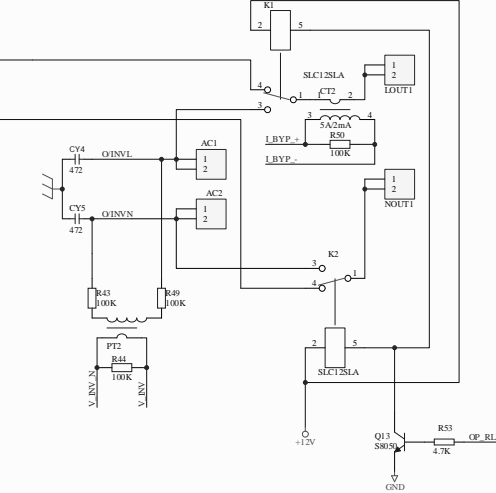 K1
2 5
SLC12SLA
4
1 1 CT2 2
1
2
LOUT1
3
3 4
5A/2mA
I_BYP_+
R50
100K
I_BYP_-
CY4
472
O/INVL
AC1
1
2
AC2
1
2
CY5
472
O/INVN
1
2
NOUT1
K2
3
1
4
R43
100K
R49
100K
PT2
R44
100K
V_INV_N
V_INV
2 5
SLC12SLA
+12V
Q13
S8050
R53
4.7K
OP_RL
GND